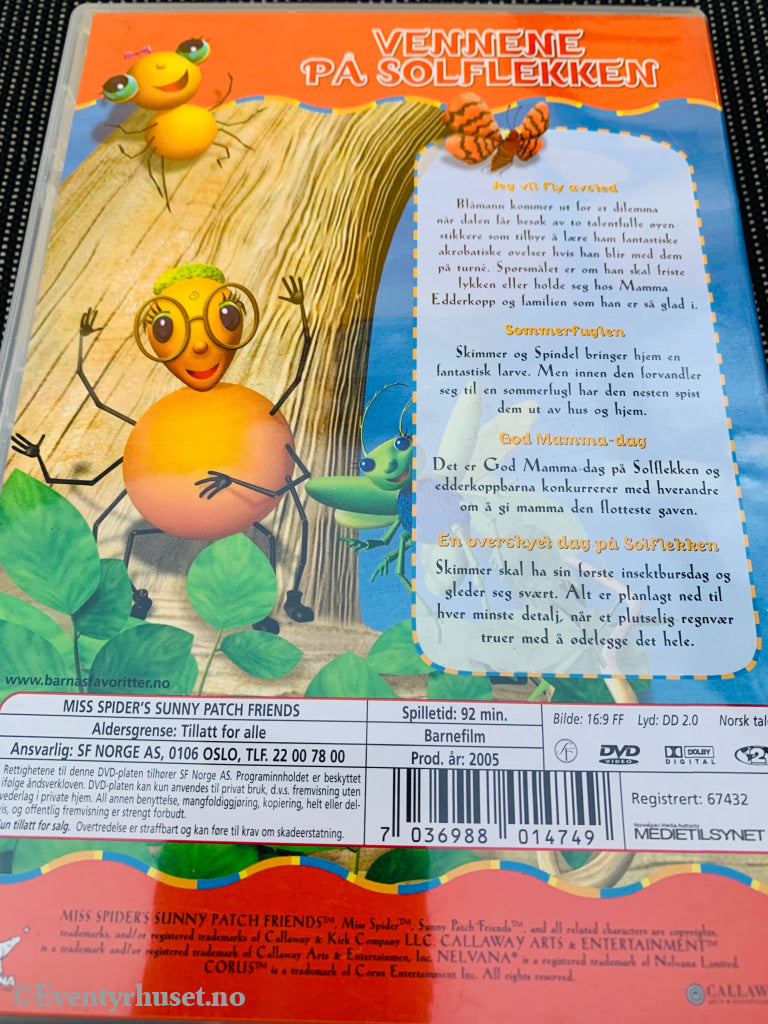 VENNENE
PÅ SOLFLEKKEN
Jeg vil fly avsted
Blåmann kommer ut for et dilemma
når dalen får besøk av to talentfulle øyen-
stikkere som tilbyr å lære ham fantastiske
akrobatiske øvelser hvis han blir med dem
på turné. Spørsmålet er om han skal friste
lykken eller holde seg hos Mamma
Edderkopp og familien som han er så glad i.
Sommerfuglen
Skimmer og Spindel bringer hjem en
fantastisk larve. Men innen den forvandler
seg til en sommerfugl har den nesten spist
dem ut av hus og hjem.
God Mamma-dag
Det er God Mamma-dag på Solflekken og
edderkoppbarna konkurrerer med hverandre
om å gi mamma den flotteste gaven.
En overskyet dag på Solflekken
Skimmer skal ha sin første insektbursdag og
gleder seg svært. Alt er planlagt ned til
hver minste detalj, når et plutselig regnvær
truer med å ødelegge det hele.
www.barnasfavoritter.no
MISS SPIDER'S SUNNY PATCH FRIENDS
Aldersgrense: Tillatt for alle
Ansvarlig: SF NORGE AS, 0106 OSLO, TLF. 22 00 78 00
Spilletid: 92 min.
Barnefilm
Prod. år: 2005
Bilde: 16:9 FF Lyd: DD 2.0 Norsk tal
DVD
VIDEO
DOLBY
DIGITAL
2
Rettighetene til denne DVD-platen tilhører SF Norge AS. Programinnholdet er beskyttet
ifølge åndsverkloven. DVD-platen kan kun anvendes til privat bruk, d.v.s. fremvisning uten
vederlag i private hjem. All annen benyttelse, mangfoldiggjøring, kopiering, helt eller del-
vis, og offentlig fremvisning er strengt forbudt.
Kun tillatt for salg. Overtredelse er straffbart og kan føre til krav om skadeerstatning.
7 036988 014749
Registrert: 67432
Norwegian Media Authority
MEDIETILSYNET
MISS SPIDER'S SUNNY PATCH FRIENDS™, Miss Spider™, Sunny Patch Friends™, and all related characters are copyrights,
trademarks, and/or registered trademarks of Callaway & Kirk Company LLC. CALLAWAY ARTS & ENTERTAINMENT™
is a trademark and/or registered trademark of Callaway Arts & Entertainmen, Inc. NELVANA® is a registered trademark of Nelvana Limited.
CORUS™ is a trademark of Corus Entertainment Inc. All rights reserved.
NA
CALLAW
©Eventyrhuset.no